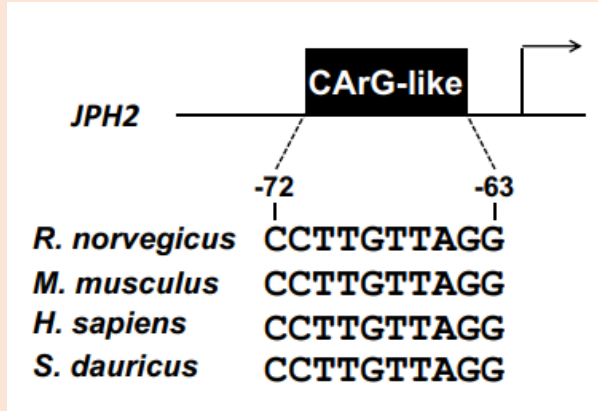 CArG-like
JPH2
-72 -63
R. norvegicus CCTTGTTAGG
M. musculus CCTTGTTAGG
H. sapiens CCTTGTTAGG
S. dauricus CCTTGTTAGG